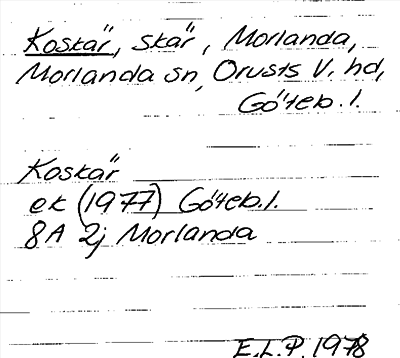 Koskär, skär, Morlanda,
Morlanda sn, Orusts V. hd,
Göteb. l.
Koskär
ek (1977) Göteb. l.
8A 2j Morlanda
E.L.P. 1978